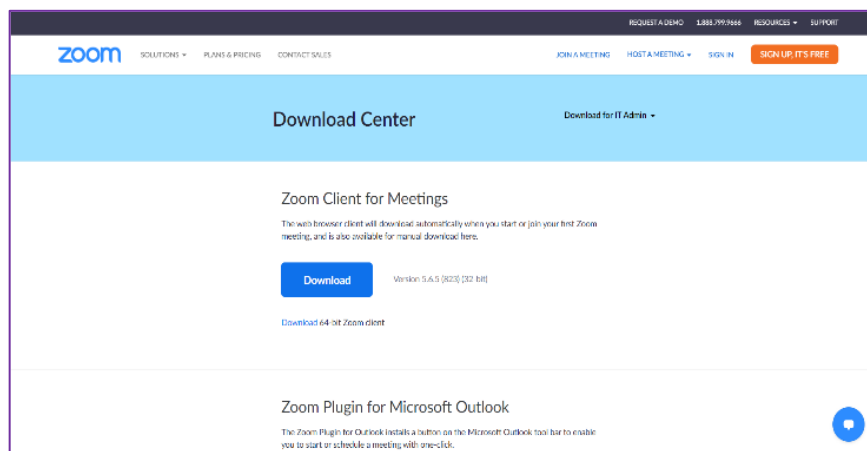 REQUEST A DEMO 1.888.799.9666 RESOURCES SUPPORT
zoom SOLUTIONS PLANS & PRICING CONTACT SALES JOIN A MEETING HOST A MEETING SIGN IN SIGN UP, IT'S FREE
Download Center Download for IT Admin
Zoom Client for Meetings
The web browser client will download automatically when you start or join your first Zoom
meeting, and is also available for manual download here.
Download Version 5.6.5 (823) (32-bit)
Download 64-bit Zoom client
Zoom Plugin for Microsoft Outlook
The Zoom Plugin for Outlook installs a button on the Microsoft Outlook tool bar to enable
you to start or schedule a meeting with one-click.